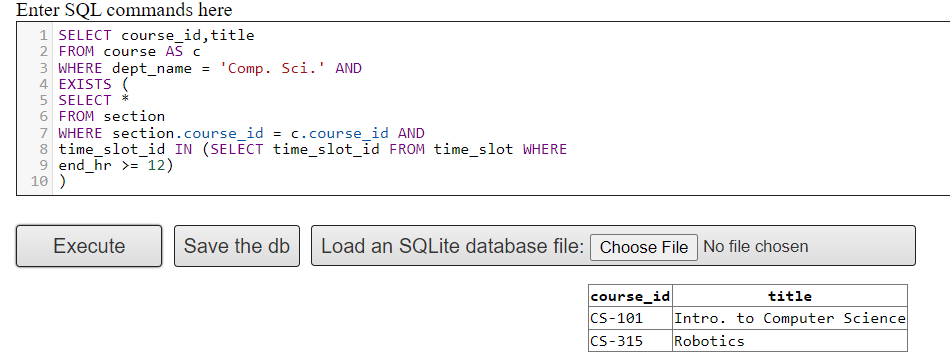 Enter SQL commands here
1 SELECT course_id,title
2 FROM course AS c
3 WHERE dept_name = 'Comp. Sci.' AND
4 EXISTS (
5 SELECT *
6 FROM section
7 WHERE section.course_id = c.course_id AND
8 time_slot_id IN (SELECT time_slot_id FROM time_slot WHERE
9 end_hr >= 12)
10 )
Execute Save the db Load an SQLite database file: Choose File No file chosen
course_id title
CS-101 Intro. to Computer Science
CS-315 Robotics